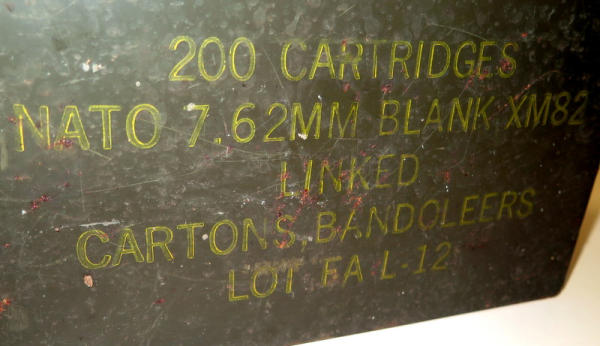 200 CARTRIDGES
NATO 7.62MM BLANK XM82
LINKED
CARTONS, BANDOLEERS
LOT FA L-12